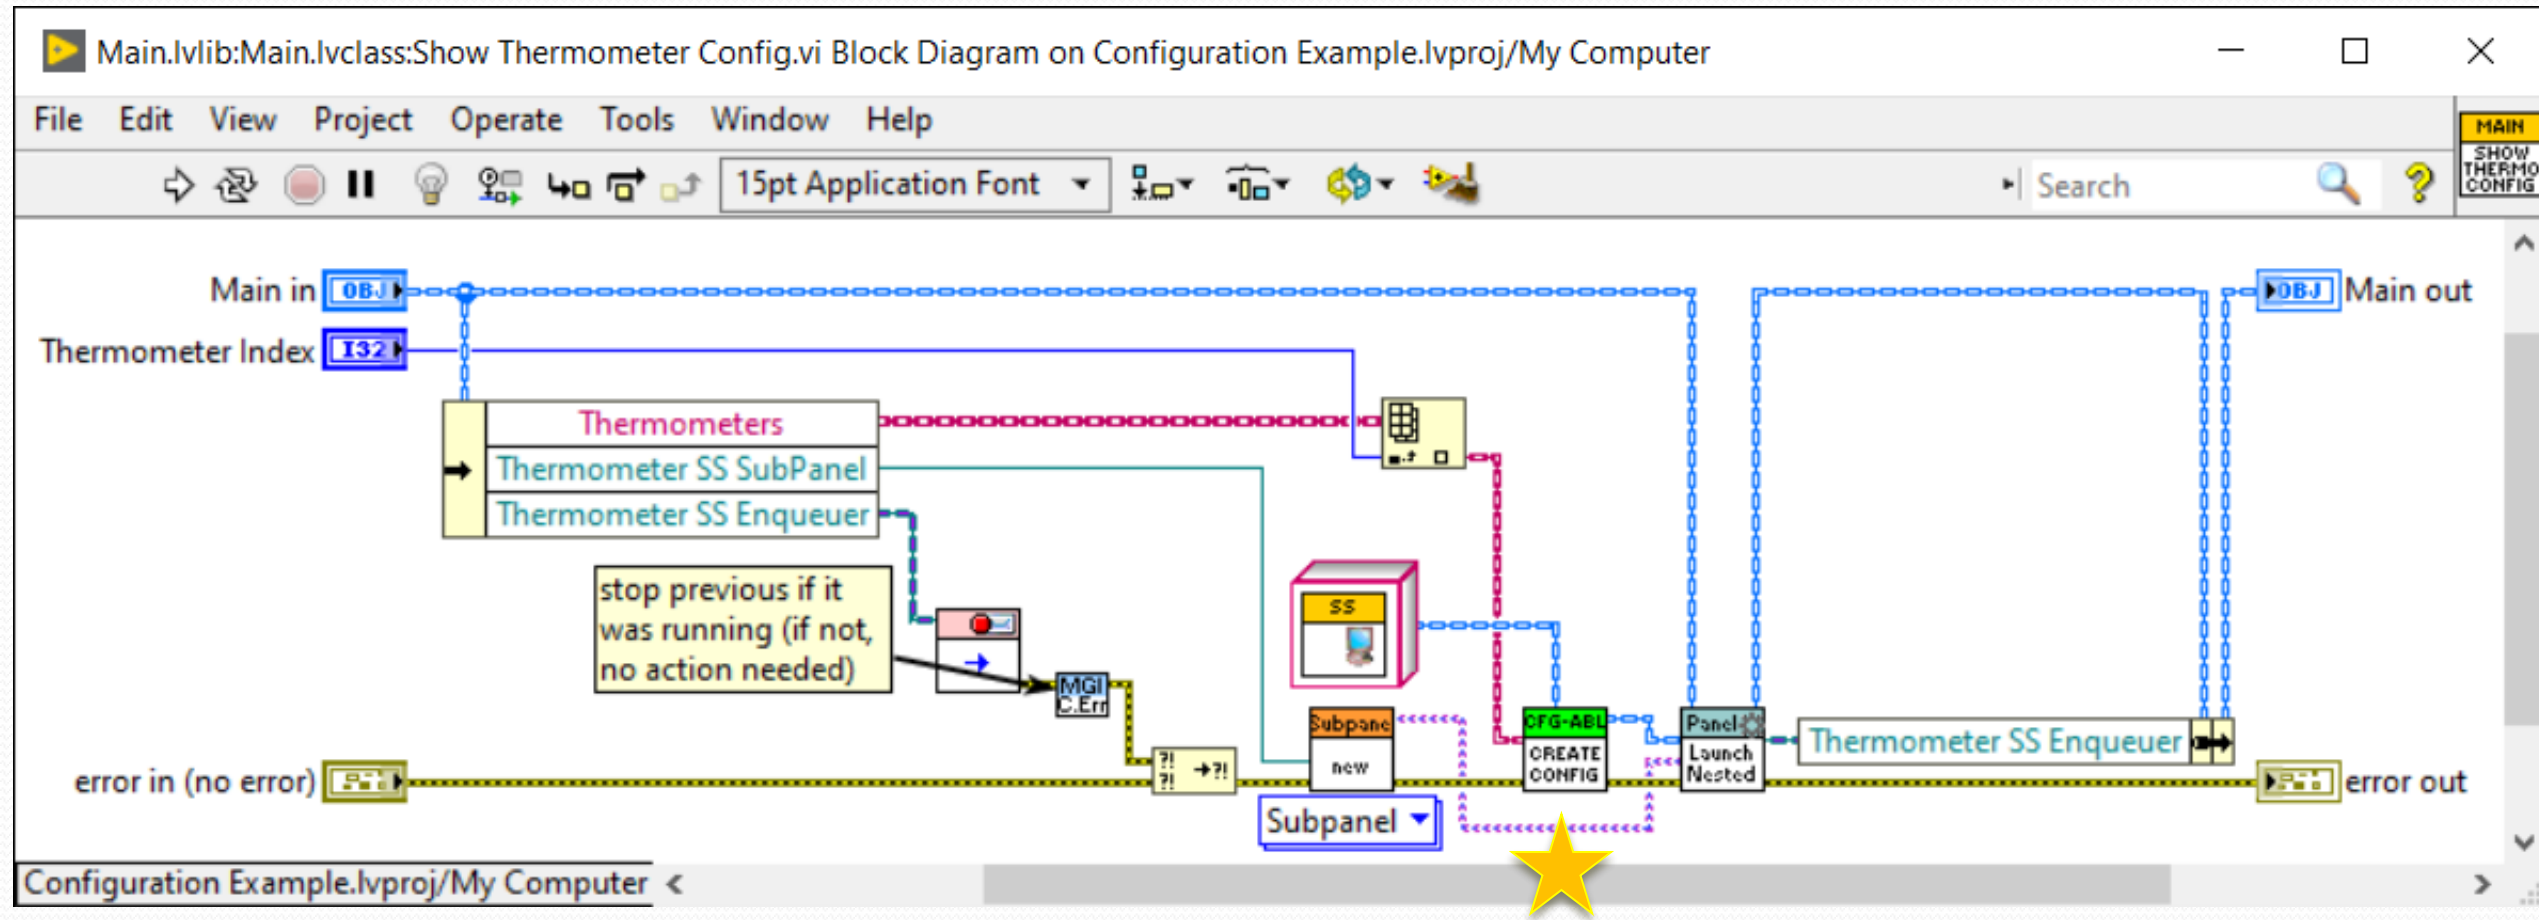 Main.lvlib:Main.lvclass:Show Thermometer Config.vi Block Diagram on Configuration Example.lvproj/My Computer
File Edit View Project Operate Tools Window Help
MAIN
SHOW
THERMO
CONFIG
15pt Application Font
Search
Main in OBJ
OBJ Main out
Thermometer Index I32
Thermometers
Thermometer SS SubPanel
Thermometer SS Enqueuer
stop previous if it
was running (if not,
no action needed)
SS
MGI
C.Err
Subpane
new
CFG-ABL
CREATE
CONFIG
Panel
Launch
Nested
Thermometer SS Enqueuer
?! ?! →?!
error in (no error)
error out
Subpanel
Configuration Example.lvproj/My Computer